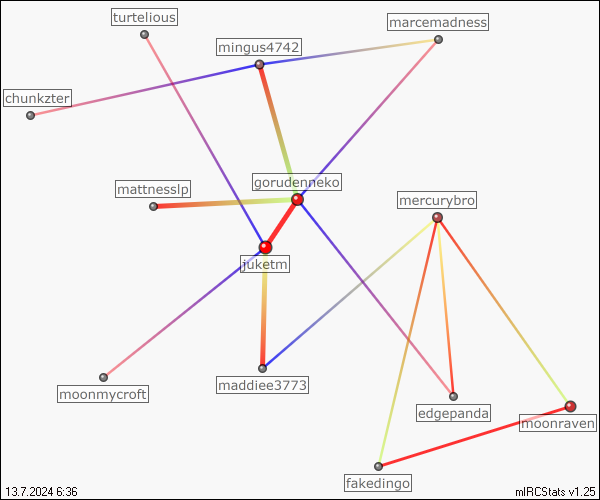 turtelious
marcemadness
mingus4742
chunkzter
gorudenneko
mattnesslp
mercurybro
juketm
maddiee3773
moonmycroft
edgepanda
moonraven
fakedingo
13.7.2024 6:36
mIRCStats v1.25